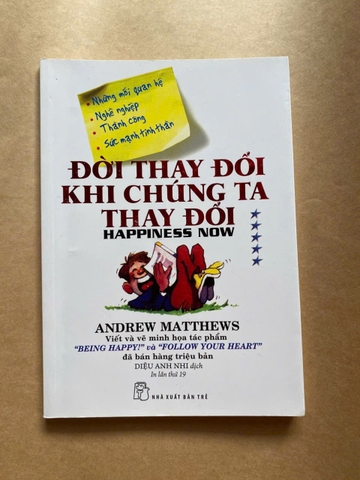 Những mối quan hệ
Nghề nghiệp
Thành công
Sức mạnh tinh thần
ĐỜI THAY ĐỔI
KHI CHÚNG TA
THAY ĐỔI
HAPPINESS NOW
ANDREW MATTHEWS
Viết và vẽ minh họa tác phẩm
"BEING HAPPY!" và "FOLLOW YOUR HEART"
đã bán hàng triệu bản
DIỆU ANH NHI dịch
In lần thứ 19
NHÀ XUẤT BẢN TRẺ